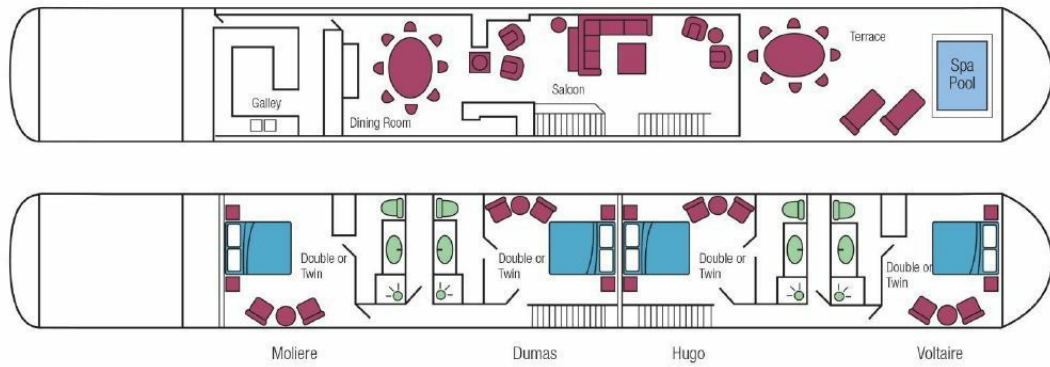 Terrace
Spa
Pool
Saloon
Galley
Dining Room
Double or
Twin
Double or
Twin
Double or
Twin
Double or
Twin
Moliere
Dumas
Hugo
Voltaire